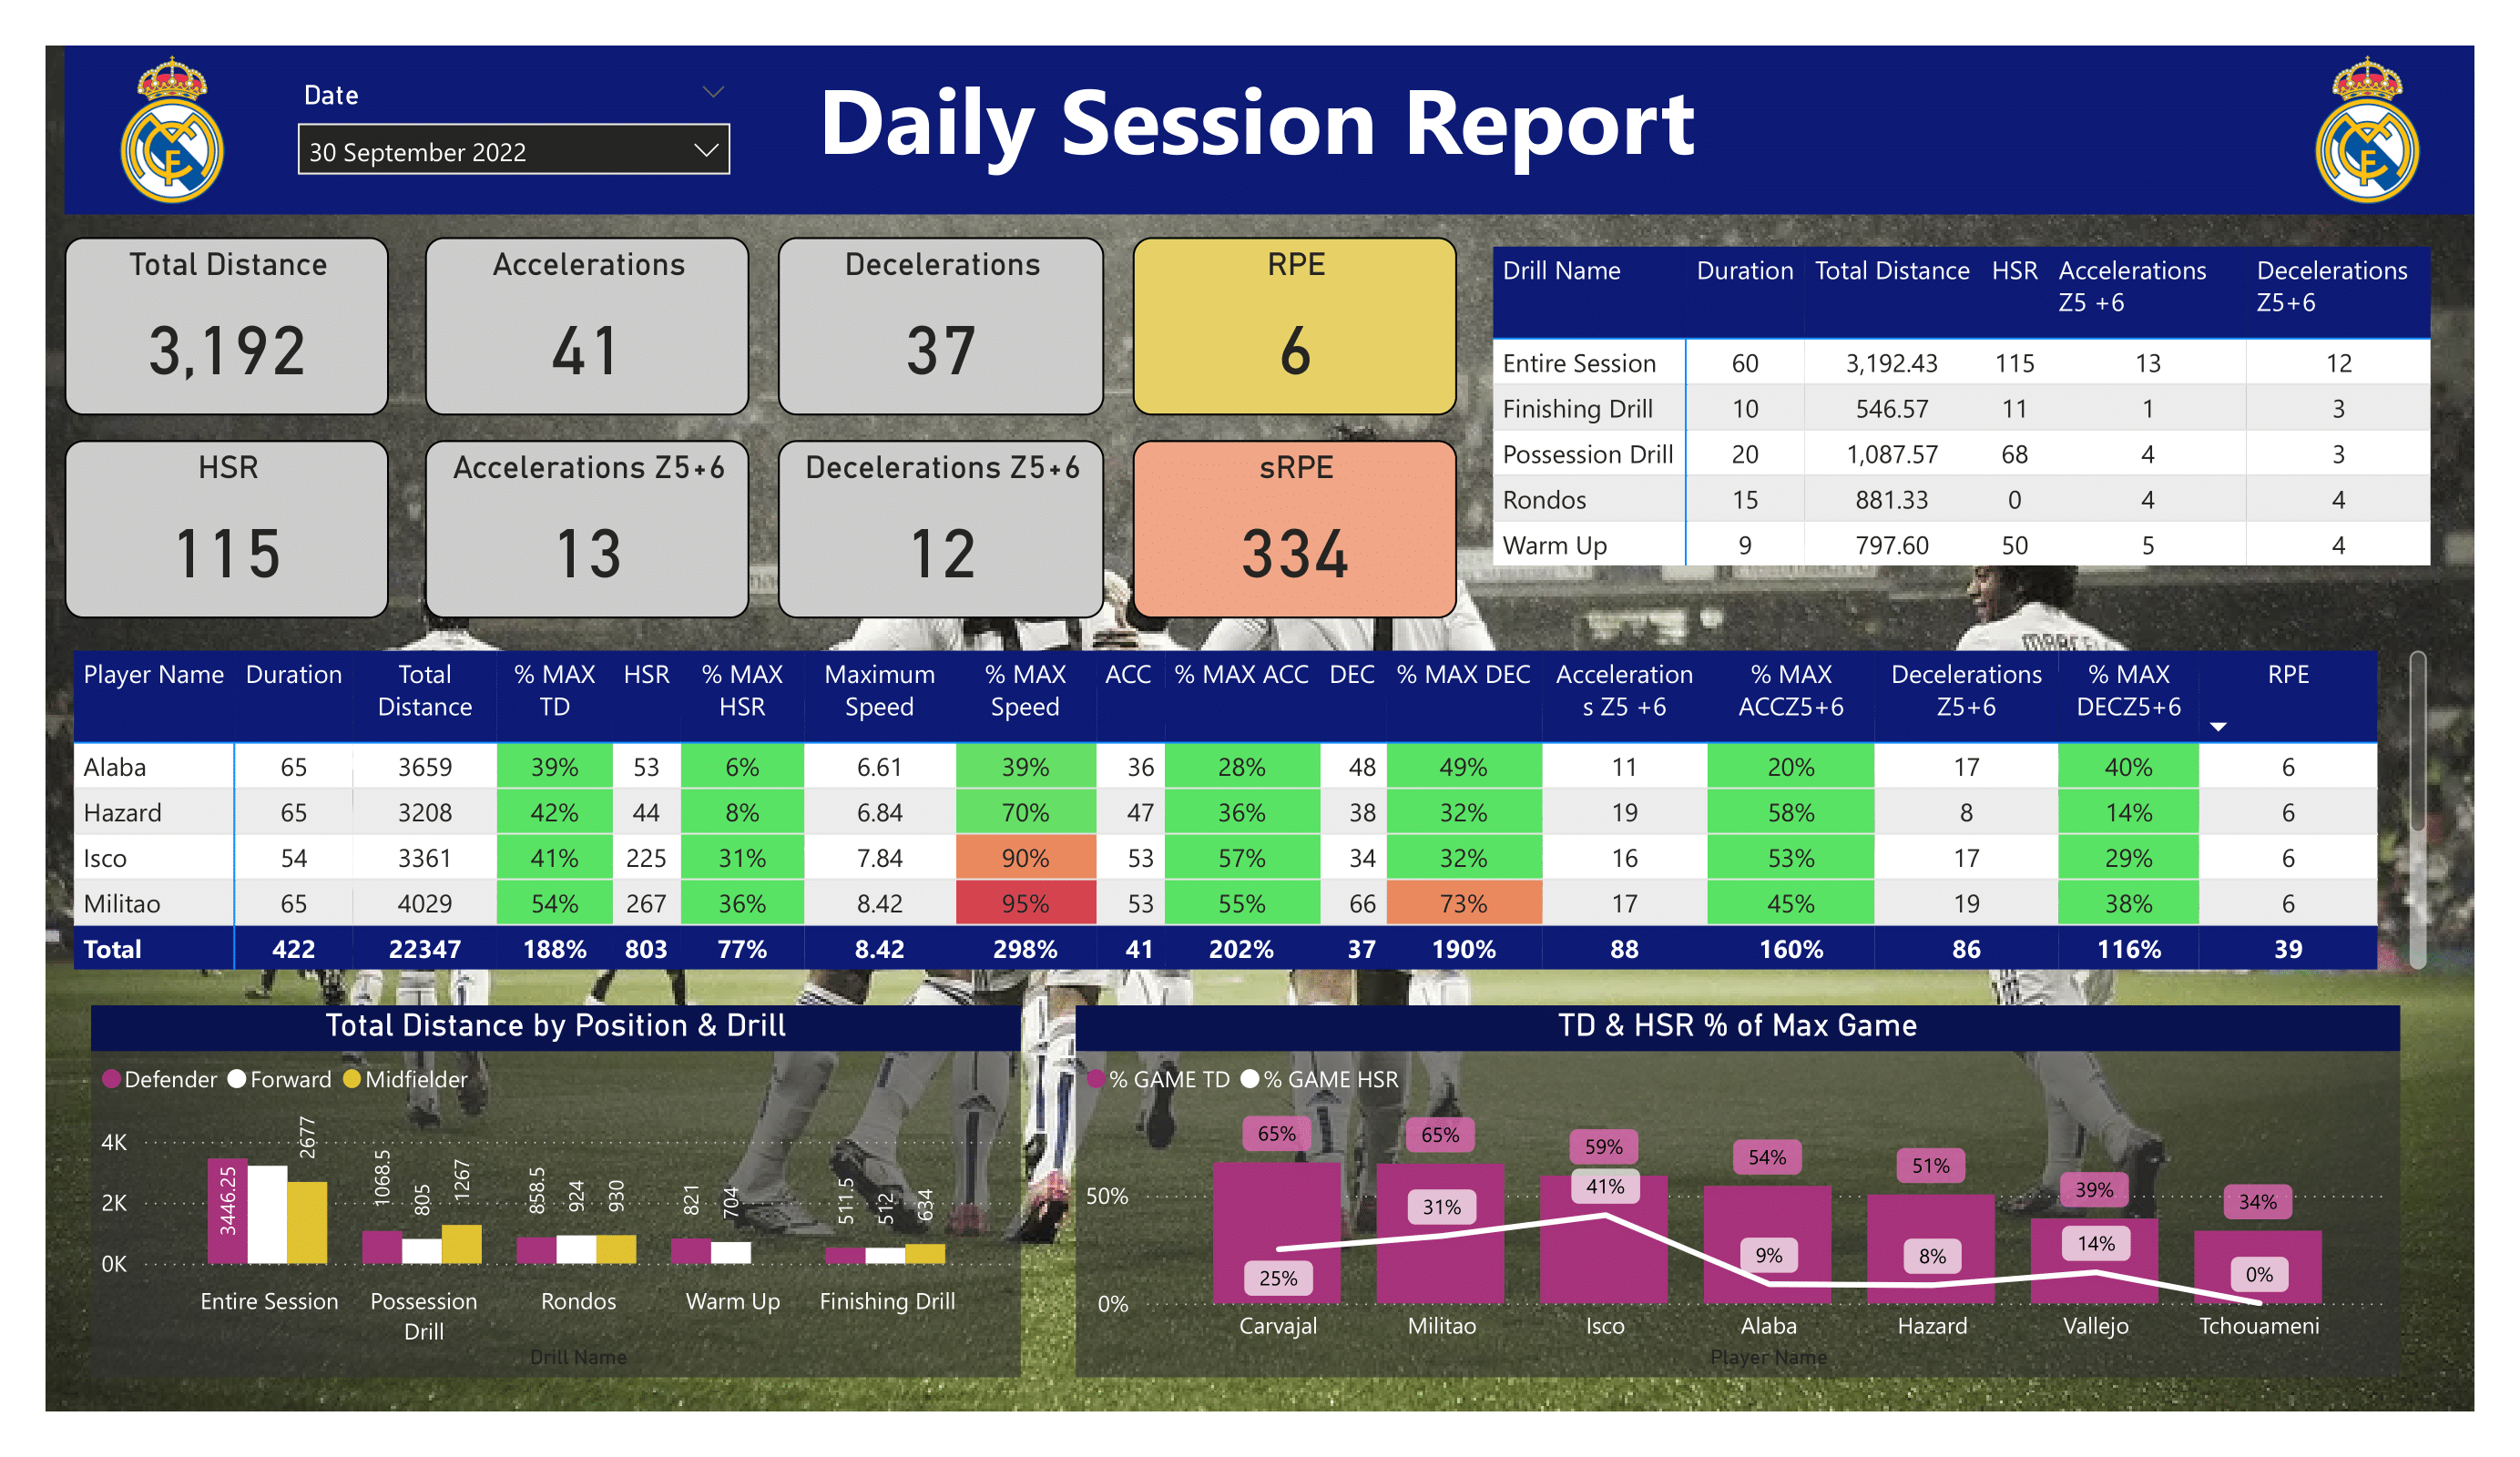 Date
30 September 2022
Daily Session Report
Total Distance
3,192
Accelerations
41
Decelerations
37
RPE
6
HSR
115
Accelerations Z5+6
13
Decelerations Z5+6
12
sRPE
334
Drill Name Duration Total Distance HSR Accelerations Z5 +6 Decelerations Z5+6
Entire Session 60 3,192.43 115 13 12
Finishing Drill 10 546.57 11 1 3
Possession Drill 20 1,087.57 68 4 3
Rondos 15 881.33 0 4 4
Warm Up 9 797.60 50 5 4
Player Name Duration Total Distance % MAX TD HSR % MAX HSR Maximum Speed % MAX Speed ACC % MAX ACC DEC % MAX DEC Acceleration s Z5 +6 % MAX ACCZ5+6 Decelerations Z5+6 % MAX DECZ5+6 RPE
Alaba 65 3659 39% 53 6% 6.61 39% 36 28% 48 49% 11 20% 17 40% 6
Hazard 65 3208 42% 44 8% 6.84 70% 47 36% 38 32% 19 58% 8 14% 6
Isco 54 3361 41% 225 31% 7.84 90% 53 57% 34 32% 16 53% 17 29% 6
Militao 65 4029 54% 267 36% 8.42 95% 53 55% 66 73% 17 45% 19 38% 6
Total 422 22347 188% 803 77% 8.42 298% 41 202% 37 190% 88 160% 86 116% 39
Total Distance by Position & Drill
Defender Forward Midfielder
4K
2K
0K
3446.25 2677
1068.5 805 1267
858.5 924 930
821 704
511.5 512 634
Entire Session Possession Drill Rondos Warm Up Finishing Drill
Drill Name
TD & HSR % of Max Game
% GAME TD % GAME HSR
50%
0%
65% 65% 59% 54% 51% 39% 34%
25% 31% 41% 9% 8% 14% 0%
Carvajal Militao Isco Alaba Hazard Vallejo Tchouameni
Player Name